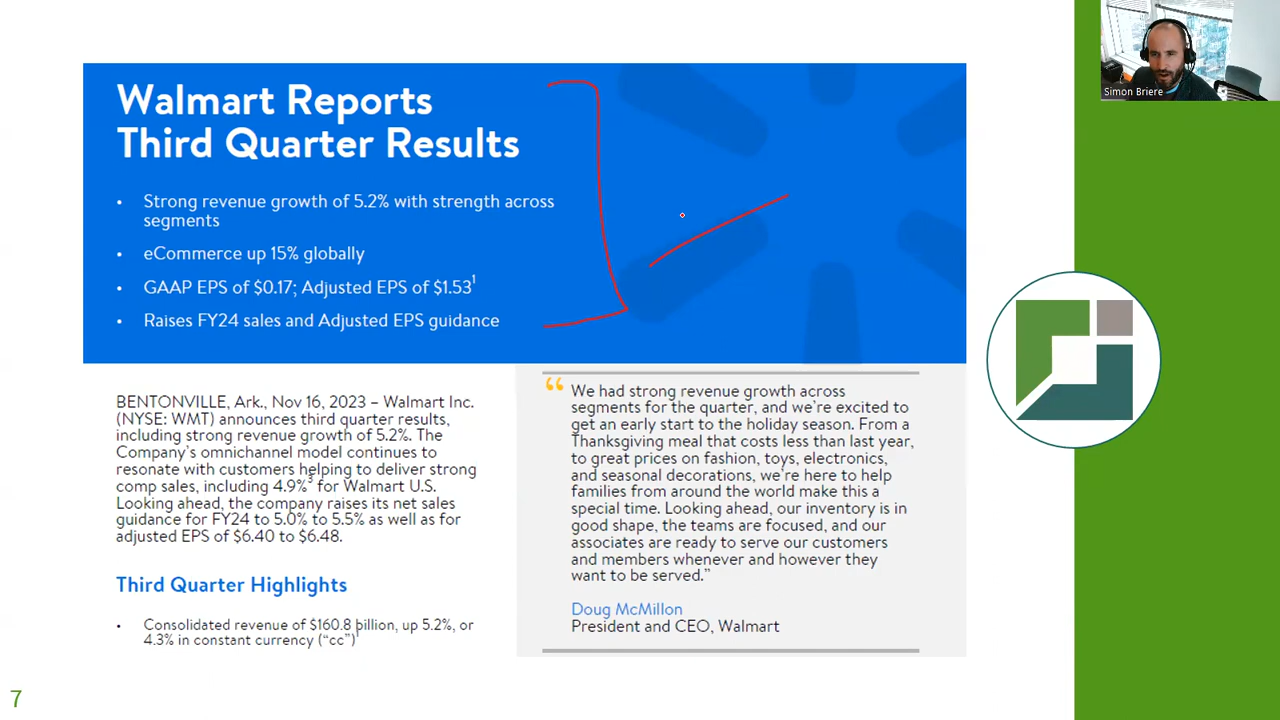 Simon Briere
Walmart Reports
Third Quarter Results
• Strong revenue growth of 5.2% with strength across
segments
• eCommerce up 15% globally
• GAAP EPS of $0.17; Adjusted EPS of $1.53¹
• Raises FY24 sales and Adjusted EPS guidance
BENTONVILLE, Ark., Nov 16, 2023 – Walmart Inc.
(NYSE: WMT) announces third quarter results,
including strong revenue growth of 5.2%. The
Company’s omnichannel model continues to
resonate with customers helping to deliver strong
comp sales, including 4.9%³ for Walmart U.S.
Looking ahead, the company raises its net sales
guidance for FY24 to 5.0% to 5.5% as well as for
adjusted EPS of $6.40 to $6.48.
Third Quarter Highlights
• Consolidated revenue of $160.8 billion, up 5.2%, or
4.3% in constant currency (“cc”)¹
“ We had strong revenue growth across
segments for the quarter, and we’re excited to
get an early start to the holiday season. From a
Thanksgiving meal that costs less than last year,
to great prices on fashion, toys, electronics,
and seasonal decorations, we’re here to help
families from around the world make this a
special time. Looking ahead, our inventory is in
good shape, the teams are focused, and our
associates are ready to serve our customers
and members whenever and however they
want to be served.”
Doug McMillon
President and CEO, Walmart
7